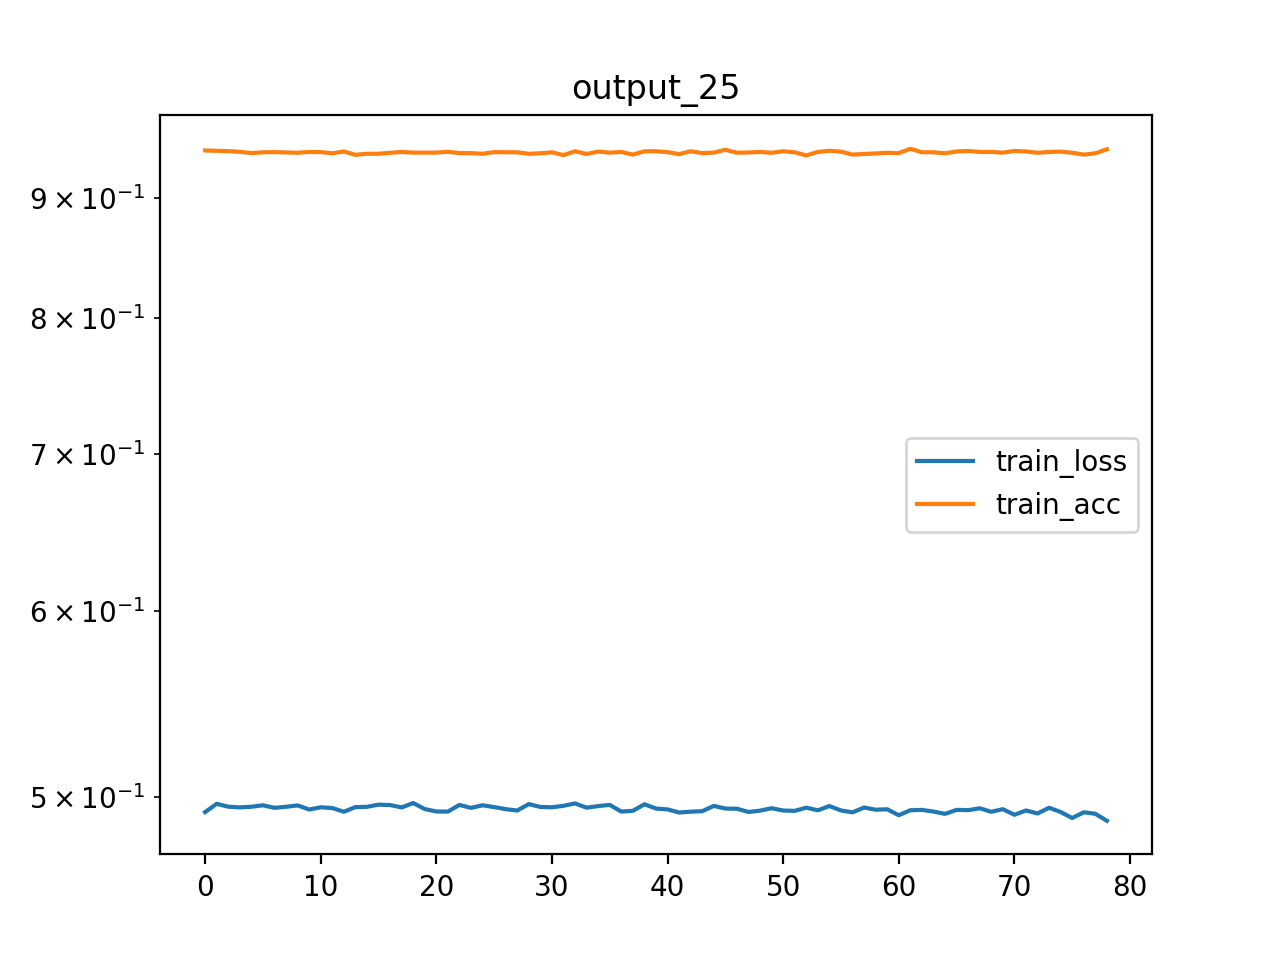 output_25
9 × 10⁻¹
8 × 10⁻¹
7 × 10⁻¹
6 × 10⁻¹
5 × 10⁻¹
train_loss
train_acc
0 10 20 30 40 50 60 70 80